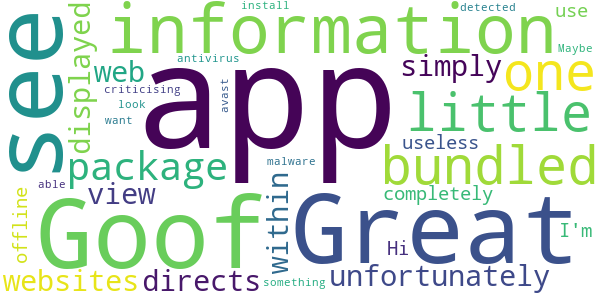 install
detected
see
displayed
information
use
Maybe
antivirus
web
criticising
look
want
avast
app
simply
one
little
package
view
within
malware
useless
bundled
able
Goof
Great
completely
I'm
Hi
offline
websites
directs
something
unfortunately